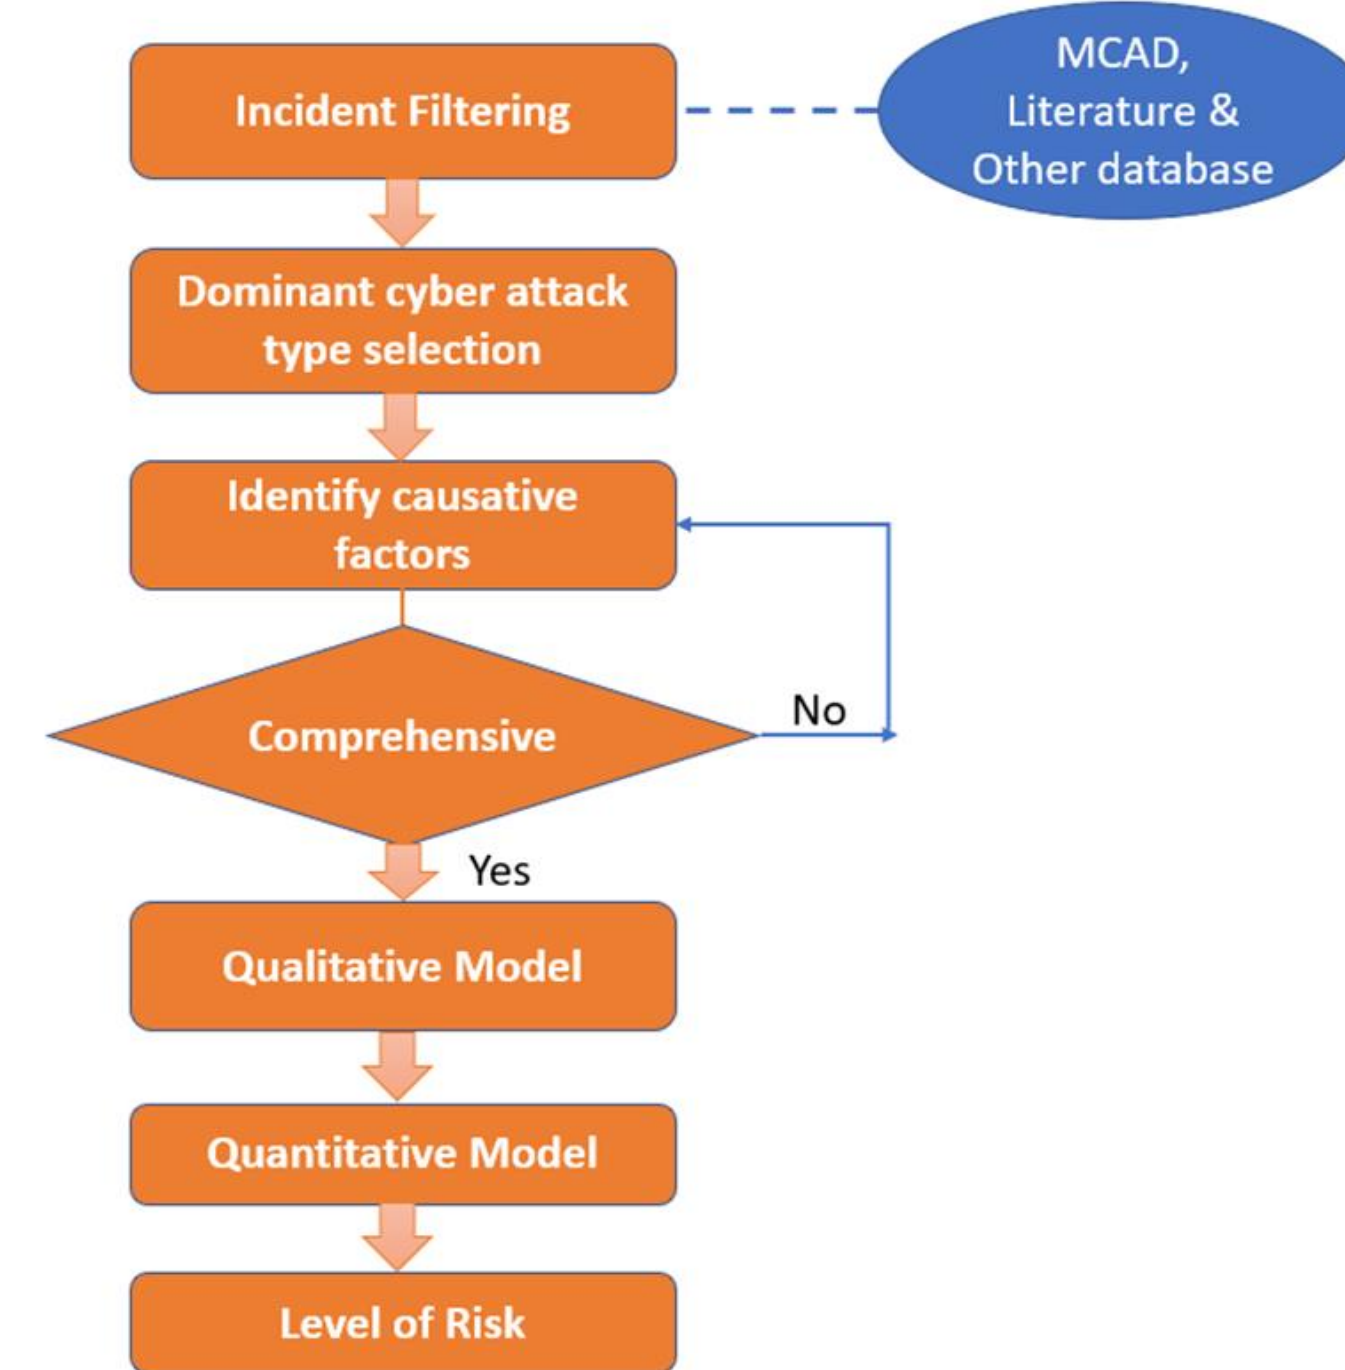 Incident Filtering
MCAD,
Literature &
Other database
Dominant cyber attack
type selection
Identify causative
factors
Comprehensive
No
Yes
Qualitative Model
Quantitative Model
Level of Risk